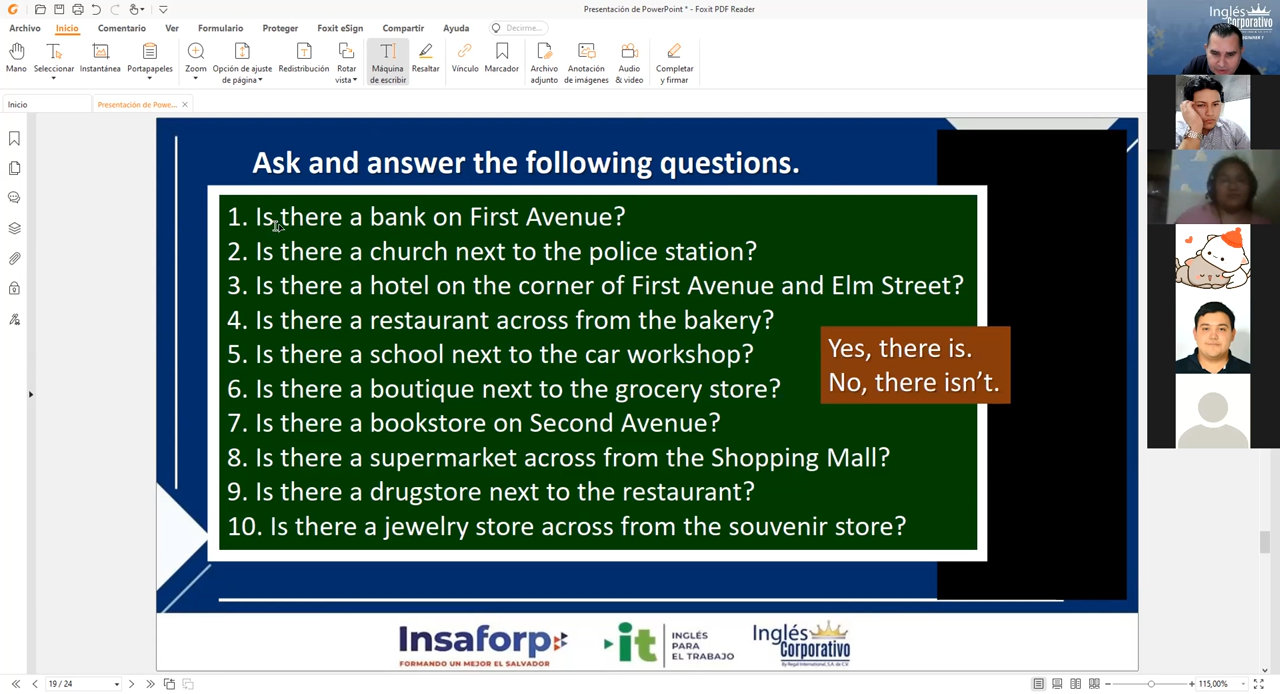 Presentación de PowerPoint * - Foxit PDF Reader
Archivo Inicio Comentario Ver Formulario Proteger Foxit eSign Compartir Ayuda Decirme...
Mano Seleccionar Instantánea Portapapeles Zoom Opción de ajuste de página Redistribución Rotar vista Máquina de escribir Resaltar Vínculo Marcador Archivo adjunto Anotación de imágenes Audio & video Completar y firmar
Inicio Presentación de Powe...
Inglés
Corporativo
Ask and answer the following questions.
1. Is there a bank on First Avenue?
2. Is there a church next to the police station?
3. Is there a hotel on the corner of First Avenue and Elm Street?
4. Is there a restaurant across from the bakery?
5. Is there a school next to the car workshop?
6. Is there a boutique next to the grocery store?
7. Is there a bookstore on Second Avenue?
8. Is there a supermarket across from the Shopping Mall?
9. Is there a drugstore next to the restaurant?
10. Is there a jewelry store across from the souvenir store?
Yes, there is.
No, there isn't.
Insaforp
FORMANDO UN MEJOR EL SALVADOR
it
INGLÉS
PARA
EL TRABAJO
Inglés
Corporativo
By Regal International, S.A. de C.V.
19 / 24
115,00%